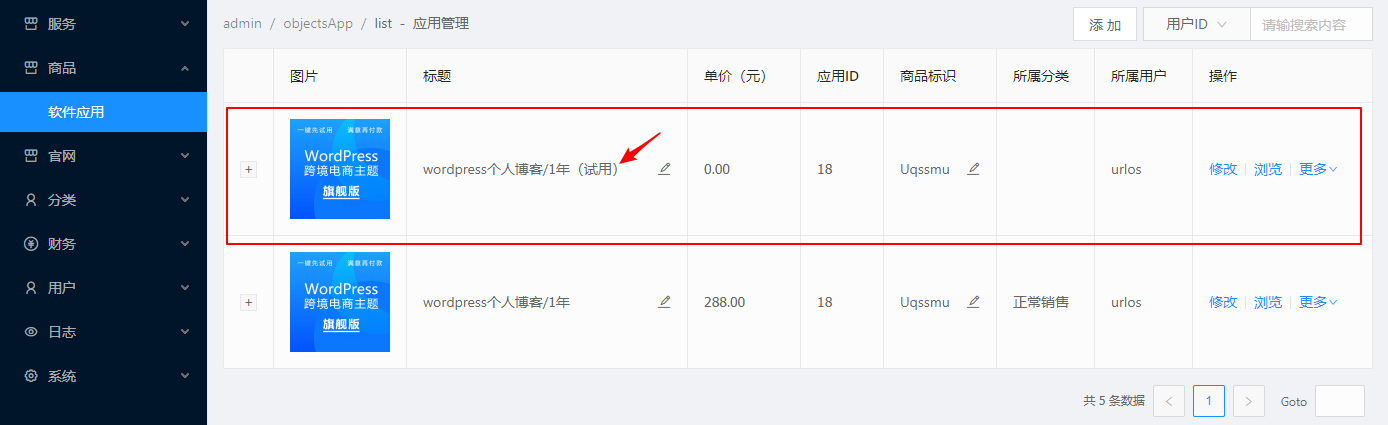 服务
商品
软件应用
官网
分类
财务
用户
日志
系统
admin / objectsApp / list - 应用管理
添 加
用户ID
请输搜索内容
图片 标题 单价（元） 应用ID 商品标识 所属分类 所属用户 操作
一键先试用 满意再付款
WordPress
跨境电商主题
旗舰版
+ wordpress个人博客/1年（试用） 0.00 18 Uqssmu urlos 修改 浏览 更多
一键先试用 满意再付款
WordPress
跨境电商主题
旗舰版
+ wordpress个人博客/1年 288.00 18 Uqssmu 正常销售 urlos 修改 浏览 更多
共 5 条数据 < 1 > Goto